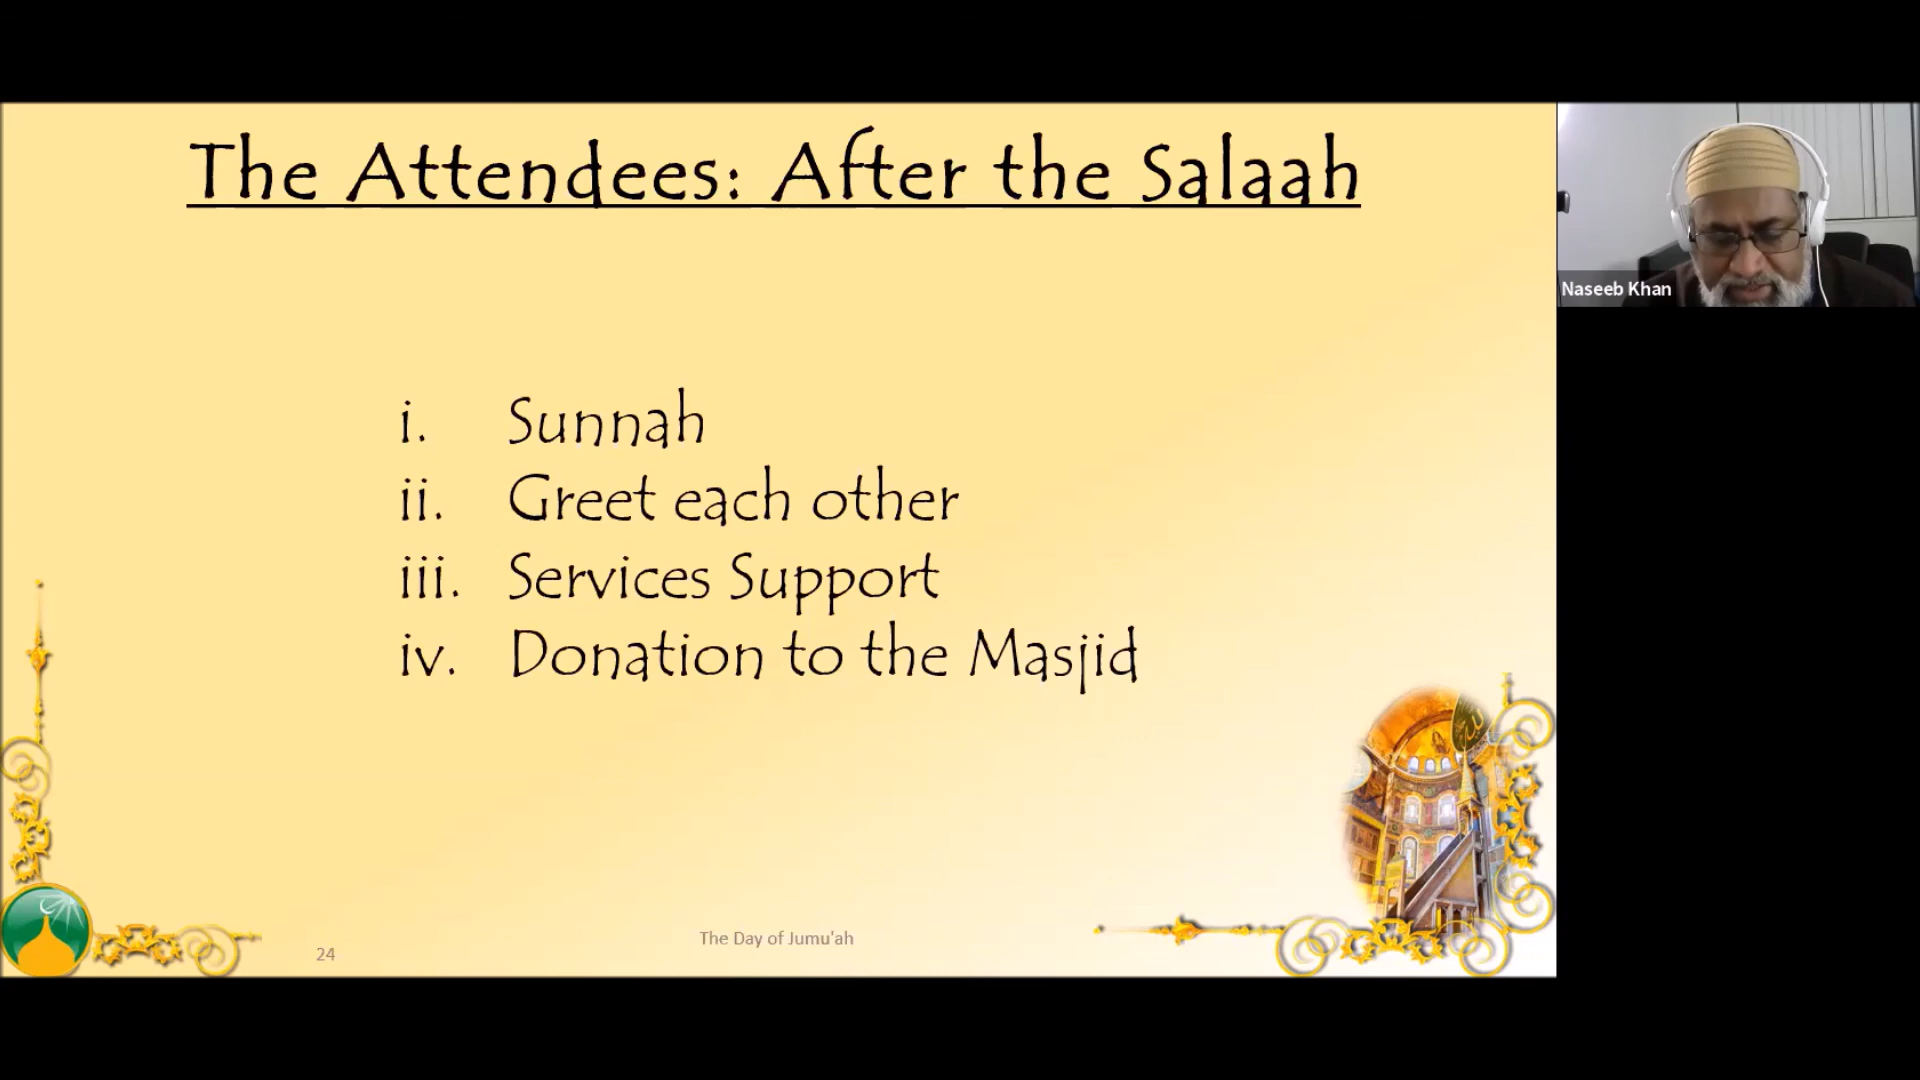 The Attendees: After the Salaah
i. Sunnah
ii. Greet each other
iii. Services Support
iv. Donation to the Masjid
24
The Day of Jumu'ah
Naseeb Khan